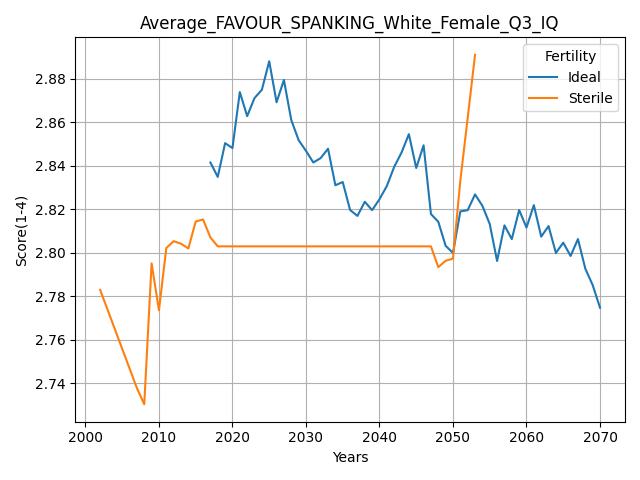 Average_FAVOUR_SPANKING_White_Female_Q3_IQ
Fertility
Ideal
Sterile
Score(1-4)
2.88
2.86
2.84
2.82
2.80
2.78
2.76
2.74
2000 2010 2020 2030 2040 2050 2060 2070
Years